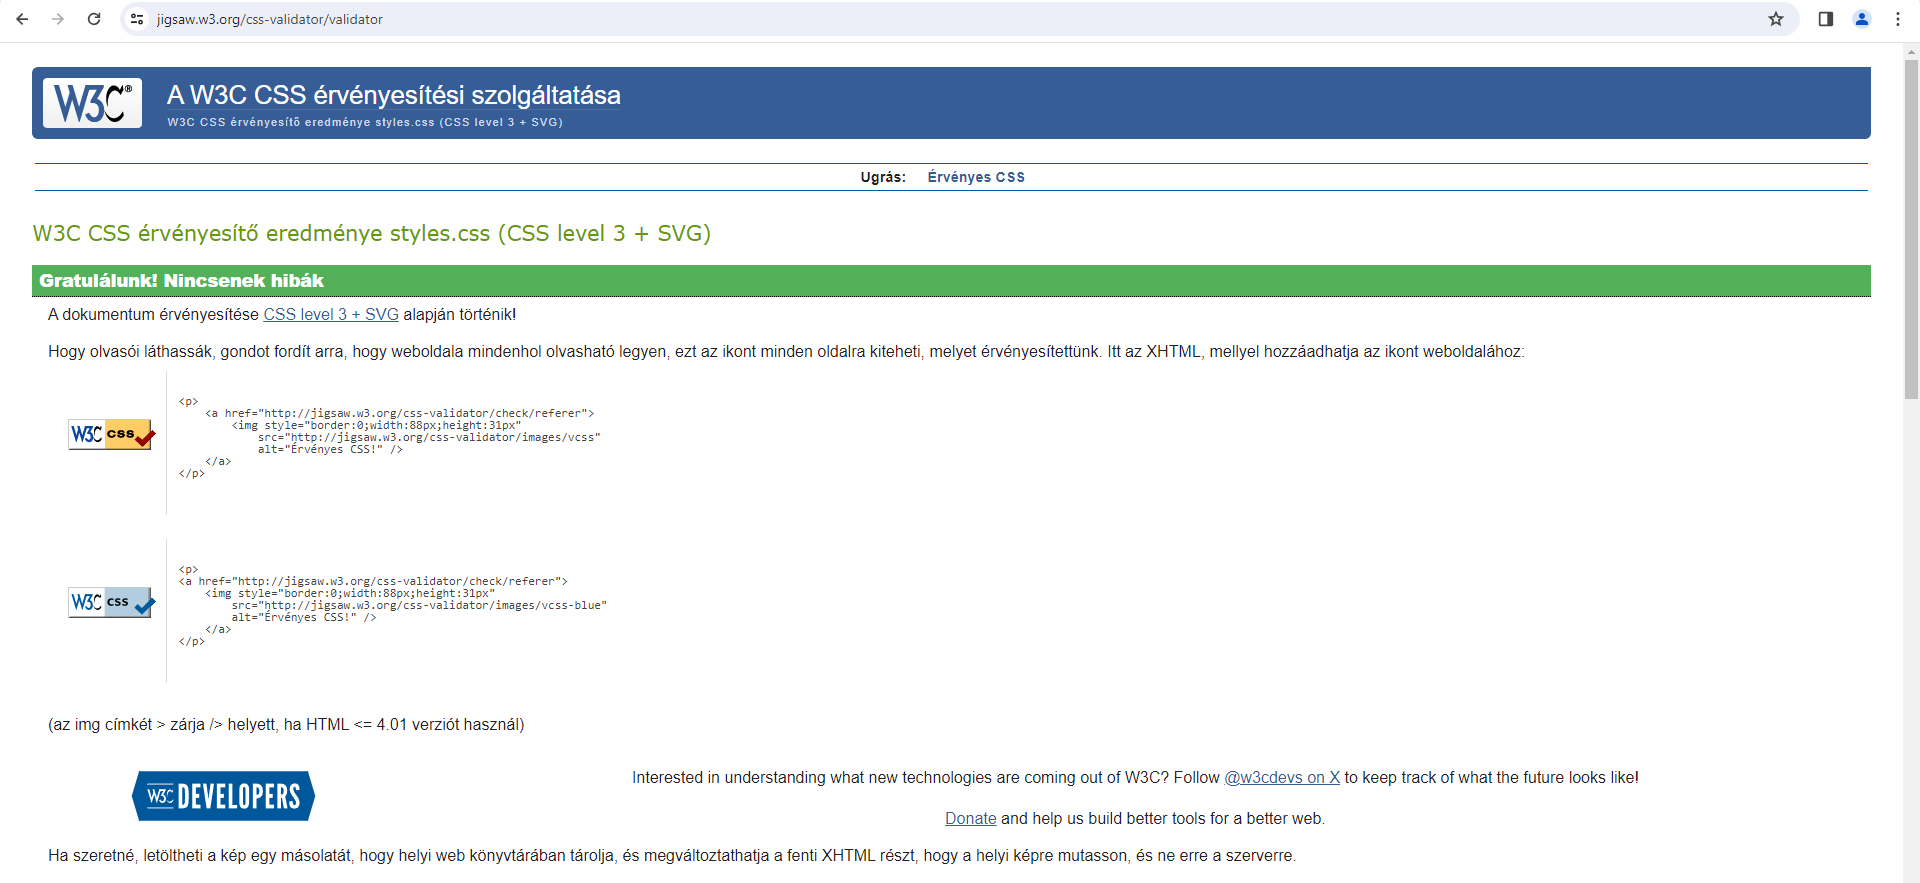 jigsaw.w3.org/css-validator/validator
W3C®
A W3C CSS érvényesítési szolgáltatása
W3C CSS érvényesítő eredménye styles.css (CSS level 3 + SVG)
Ugrás: Érvényes CSS
W3C CSS érvényesítő eredménye styles.css (CSS level 3 + SVG)
Gratulálunk! Nincsenek hibák
A dokumentum érvényesítése CSS level 3 + SVG alapján történik!
Hogy olvasói láthassák, gondot fordít arra, hogy weboldala mindenhol olvasható legyen, ezt az ikont minden oldalra kiteheti, melyet érvényesítettünk. Itt az XHTML, mellyel hozzáadhatja az ikont weboldalához:
W3C css
<p>
<a href="http://jigsaw.w3.org/css-validator/check/referer">
<img style="border:0;width:88px;height:31px"
src="http://jigsaw.w3.org/css-validator/images/vcss"
alt="Érvényes CSS!" />
</a>
</p>
W3C css
<p>
<a href="http://jigsaw.w3.org/css-validator/check/referer">
<img style="border:0;width:88px;height:31px"
src="http://jigsaw.w3.org/css-validator/images/vcss-blue"
alt="Érvényes CSS!" />
</a>
</p>
(az img címkét > zárja /> helyett, ha HTML <= 4.01 verziót használ)
W3C DEVELOPERS
Interested in understanding what new technologies are coming out of W3C? Follow @w3cdevs on X to keep track of what the future looks like!
Donate and help us build better tools for a better web.
Ha szeretné, letöltheti a kép egy másolatát, hogy helyi web könyvtárában tárolja, és megváltoztathatja a fenti XHTML részt, hogy a helyi képre mutasson, és ne erre a szerverre.